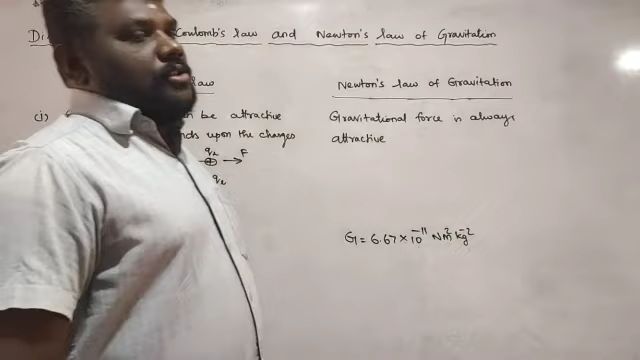 Di Coulomb's law and Newton's law of Gravitation
law
Newton's law of Gravitation
(i) n be attractive
nds upon the charges
q₂ F
q₂
Gravitational force is always
attractive
G = 6.67 × 10⁻¹¹ Nm² kg⁻²